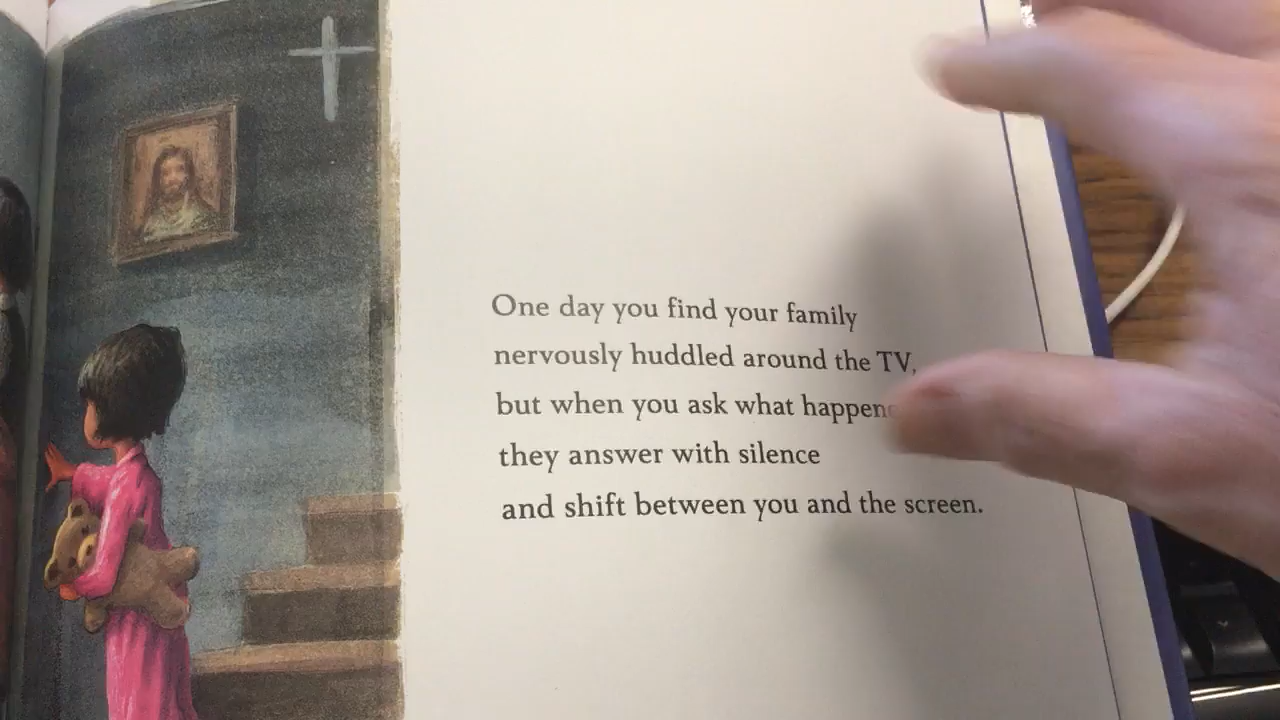 One day you find your family
nervously huddled around the TV,
but when you ask what
they answer with silence
and shift between you and the screen.